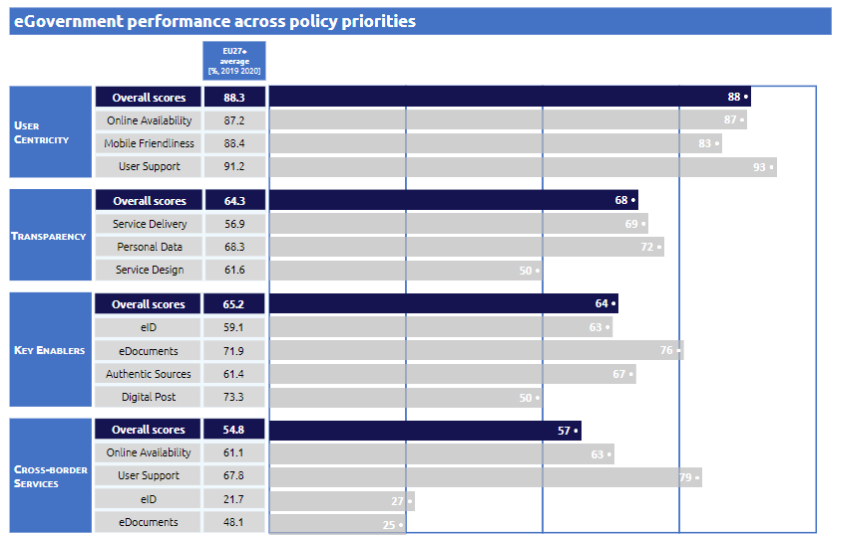 eGovernment performance across policy priorities
EU27+
average
[%, 2019 2020]
USER
CENTRICITY
Overall scores 88.3 88
Online Availability 87.2 87
Mobile Friendliness 88.4 83
User Support 91.2 93
TRANSPARENCY
Overall scores 64.3 68
Service Delivery 56.9 69
Personal Data 68.3 72
Service Design 61.6 50
KEY ENABLERS
Overall scores 65.2 64
eID 59.1 63
eDocuments 71.9 76
Authentic Sources 61.4 67
Digital Post 73.3 50
CROSS-BORDER
SERVICES
Overall scores 54.8 57
Online Availability 61.1 63
User Support 67.8 79
eID 21.7 27
eDocuments 48.1 25